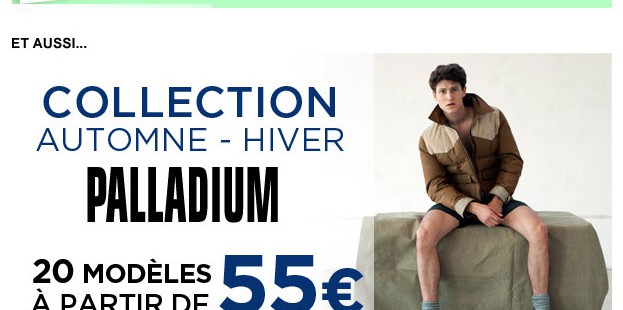 ET AUSSI...
COLLECTION
AUTOMNE - HIVER
PALLADIUM
20 MODÈLES
À PARTIR DE 55€